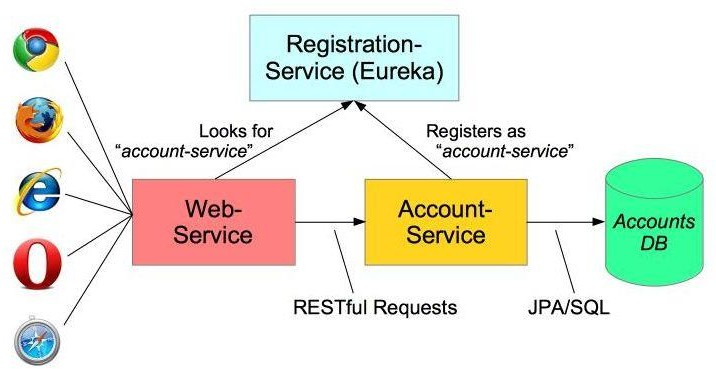 Registration-
Service (Eureka)
Looks for
“account-service”
Registers as
“account-service”
Web-
Service
Account-
Service
Accounts
DB
RESTful Requests
JPA/SQL